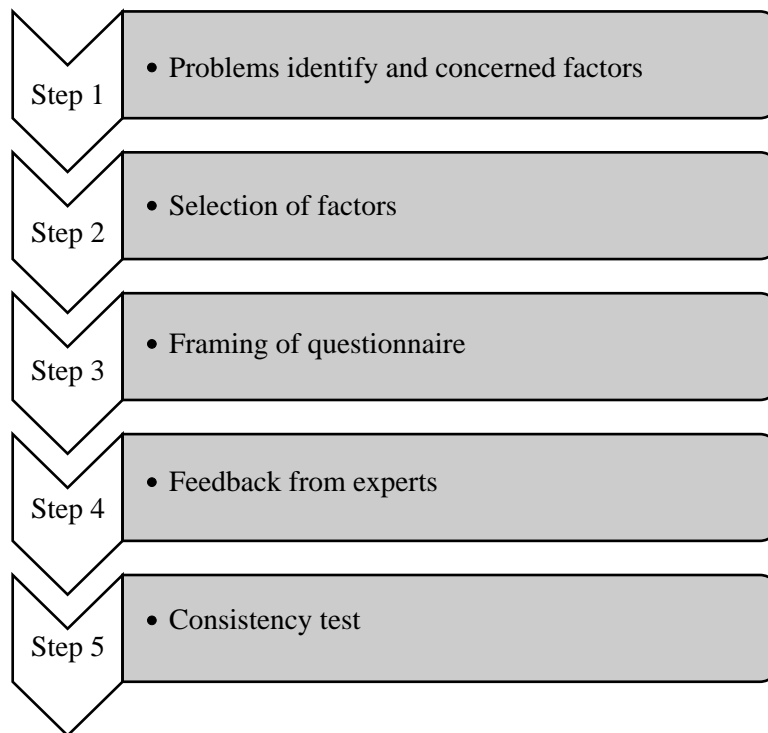 Step 1
• Problems identify and concerned factors
Step 2
• Selection of factors
Step 3
• Framing of questionnaire
Step 4
• Feedback from experts
Step 5
• Consistency test